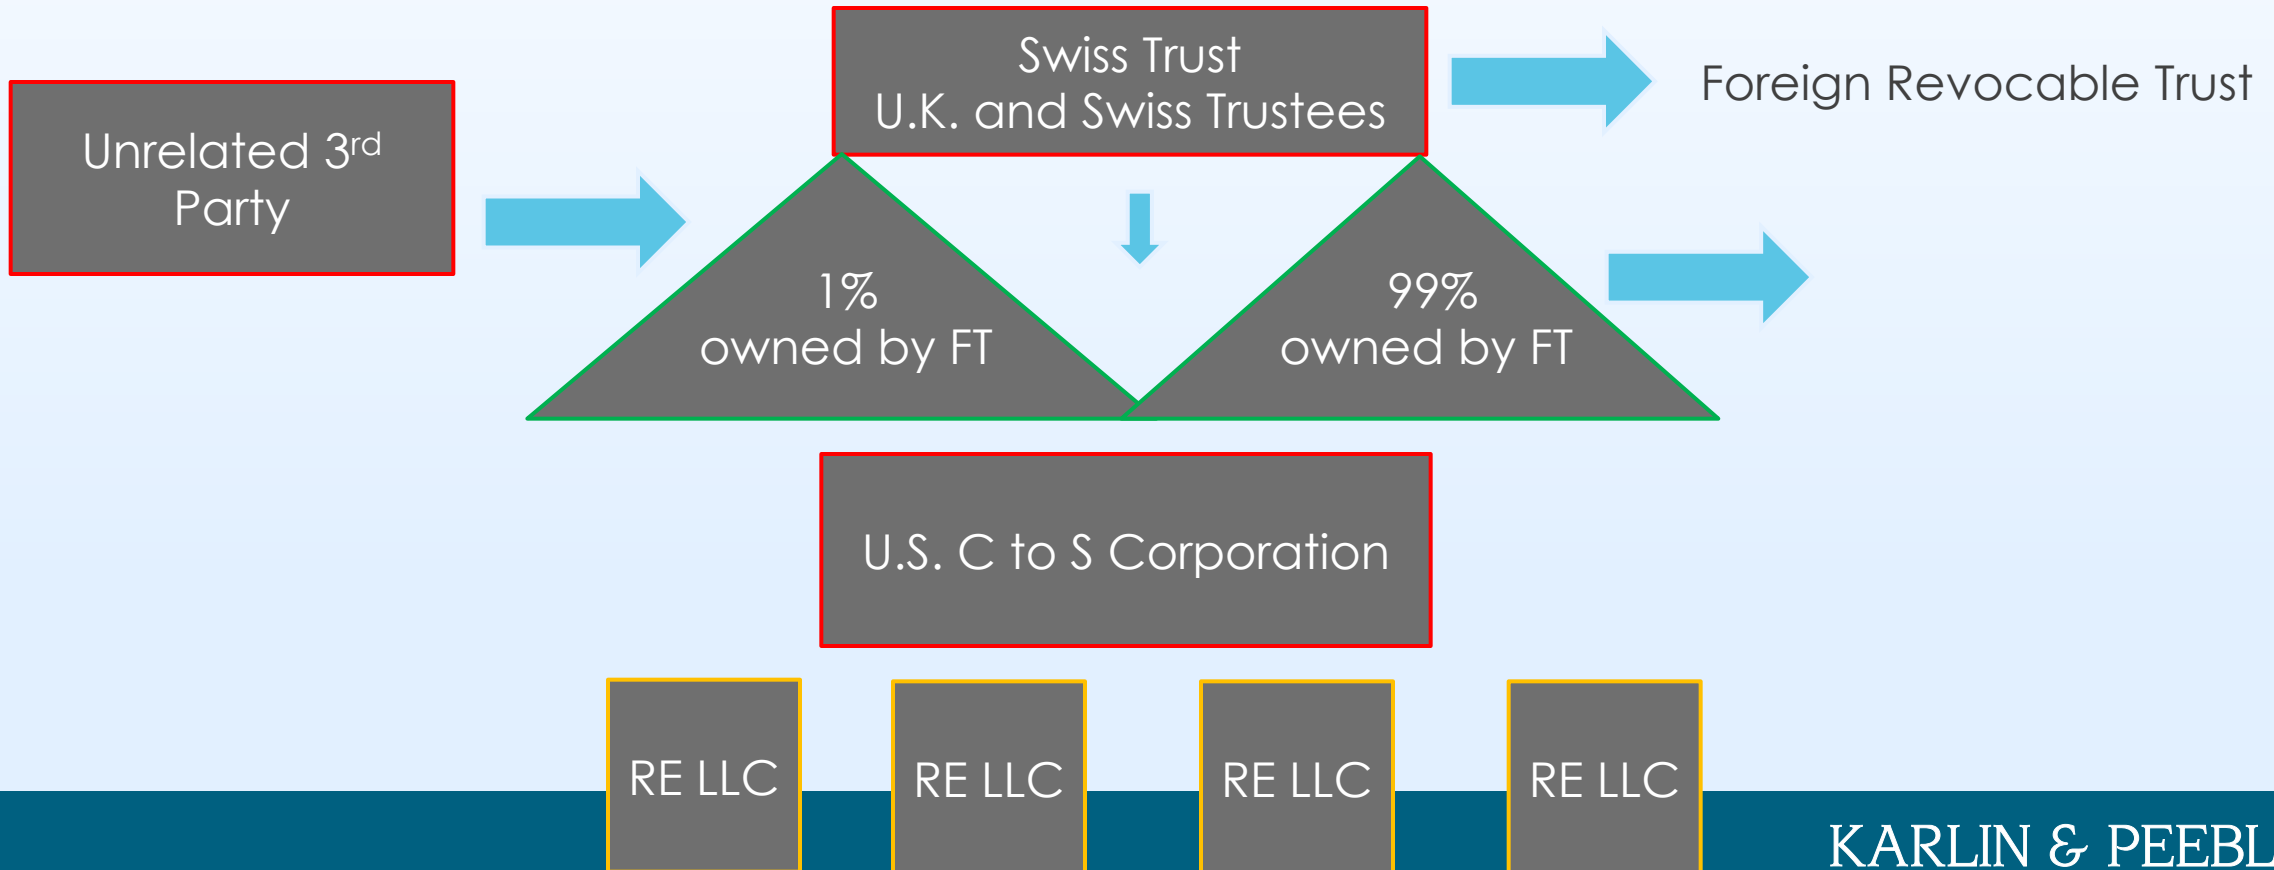 Swiss Trust
U.K. and Swiss Trustees
Foreign Revocable Trust
Unrelated 3rd
Party
1%
owned by FT
99%
owned by FT
U.S. C to S Corporation
RE LLC
RE LLC
RE LLC
RE LLC
KARLIN & PEEBL